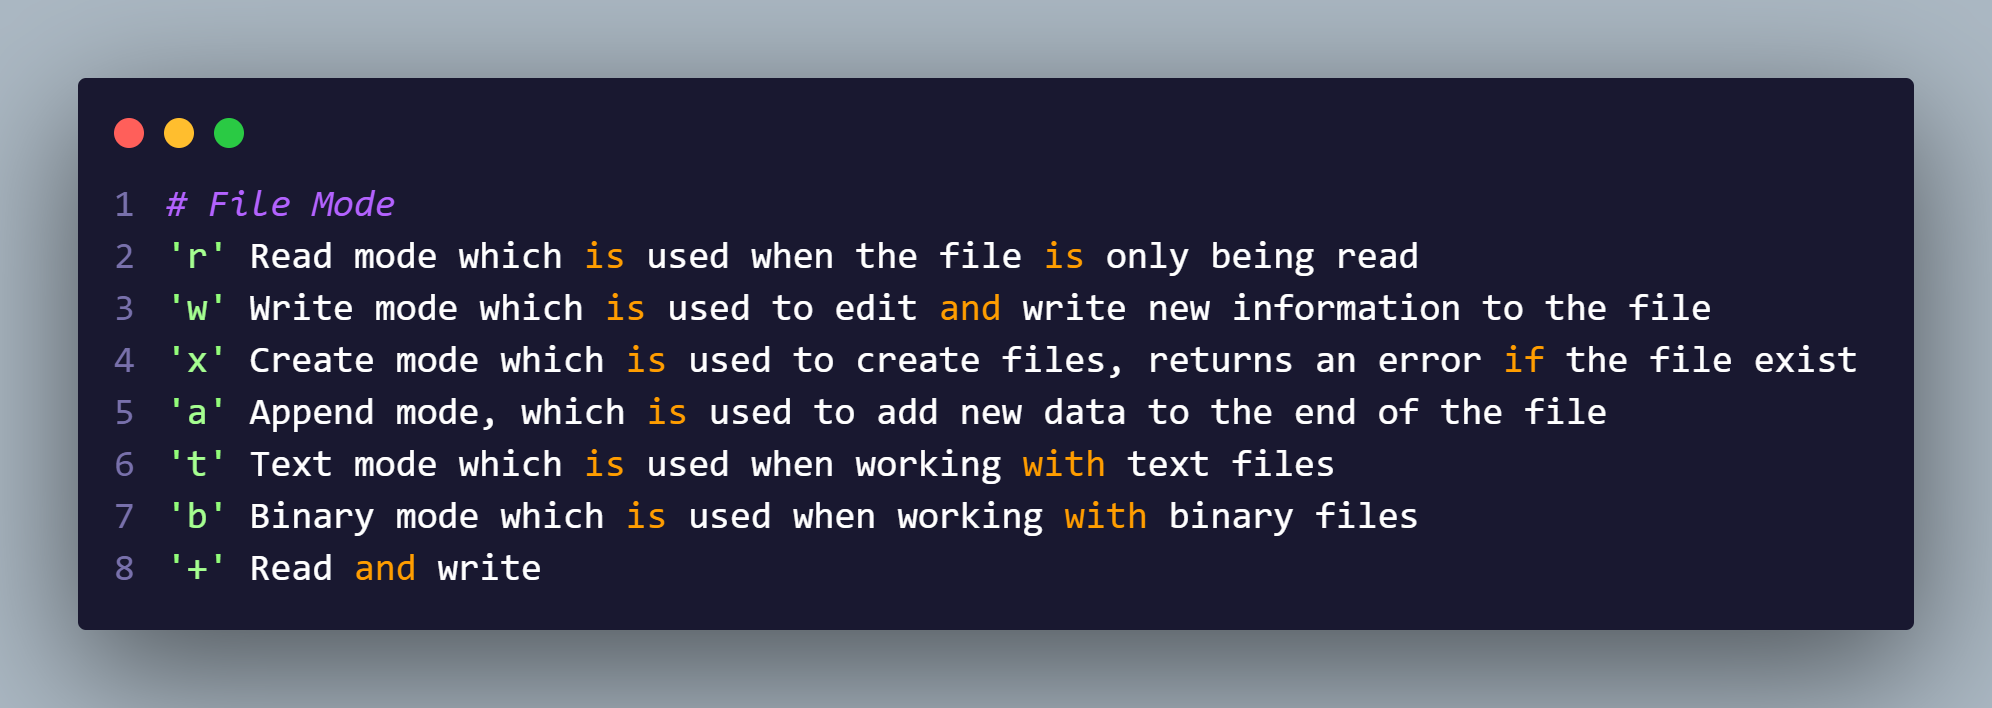 1 # File Mode
2 'r' Read mode which is used when the file is only being read
3 'w' Write mode which is used to edit and write new information to the file
4 'x' Create mode which is used to create files, returns an error if the file exist
5 'a' Append mode, which is used to add new data to the end of the file
6 't' Text mode which is used when working with text files
7 'b' Binary mode which is used when working with binary files
8 '+' Read and write